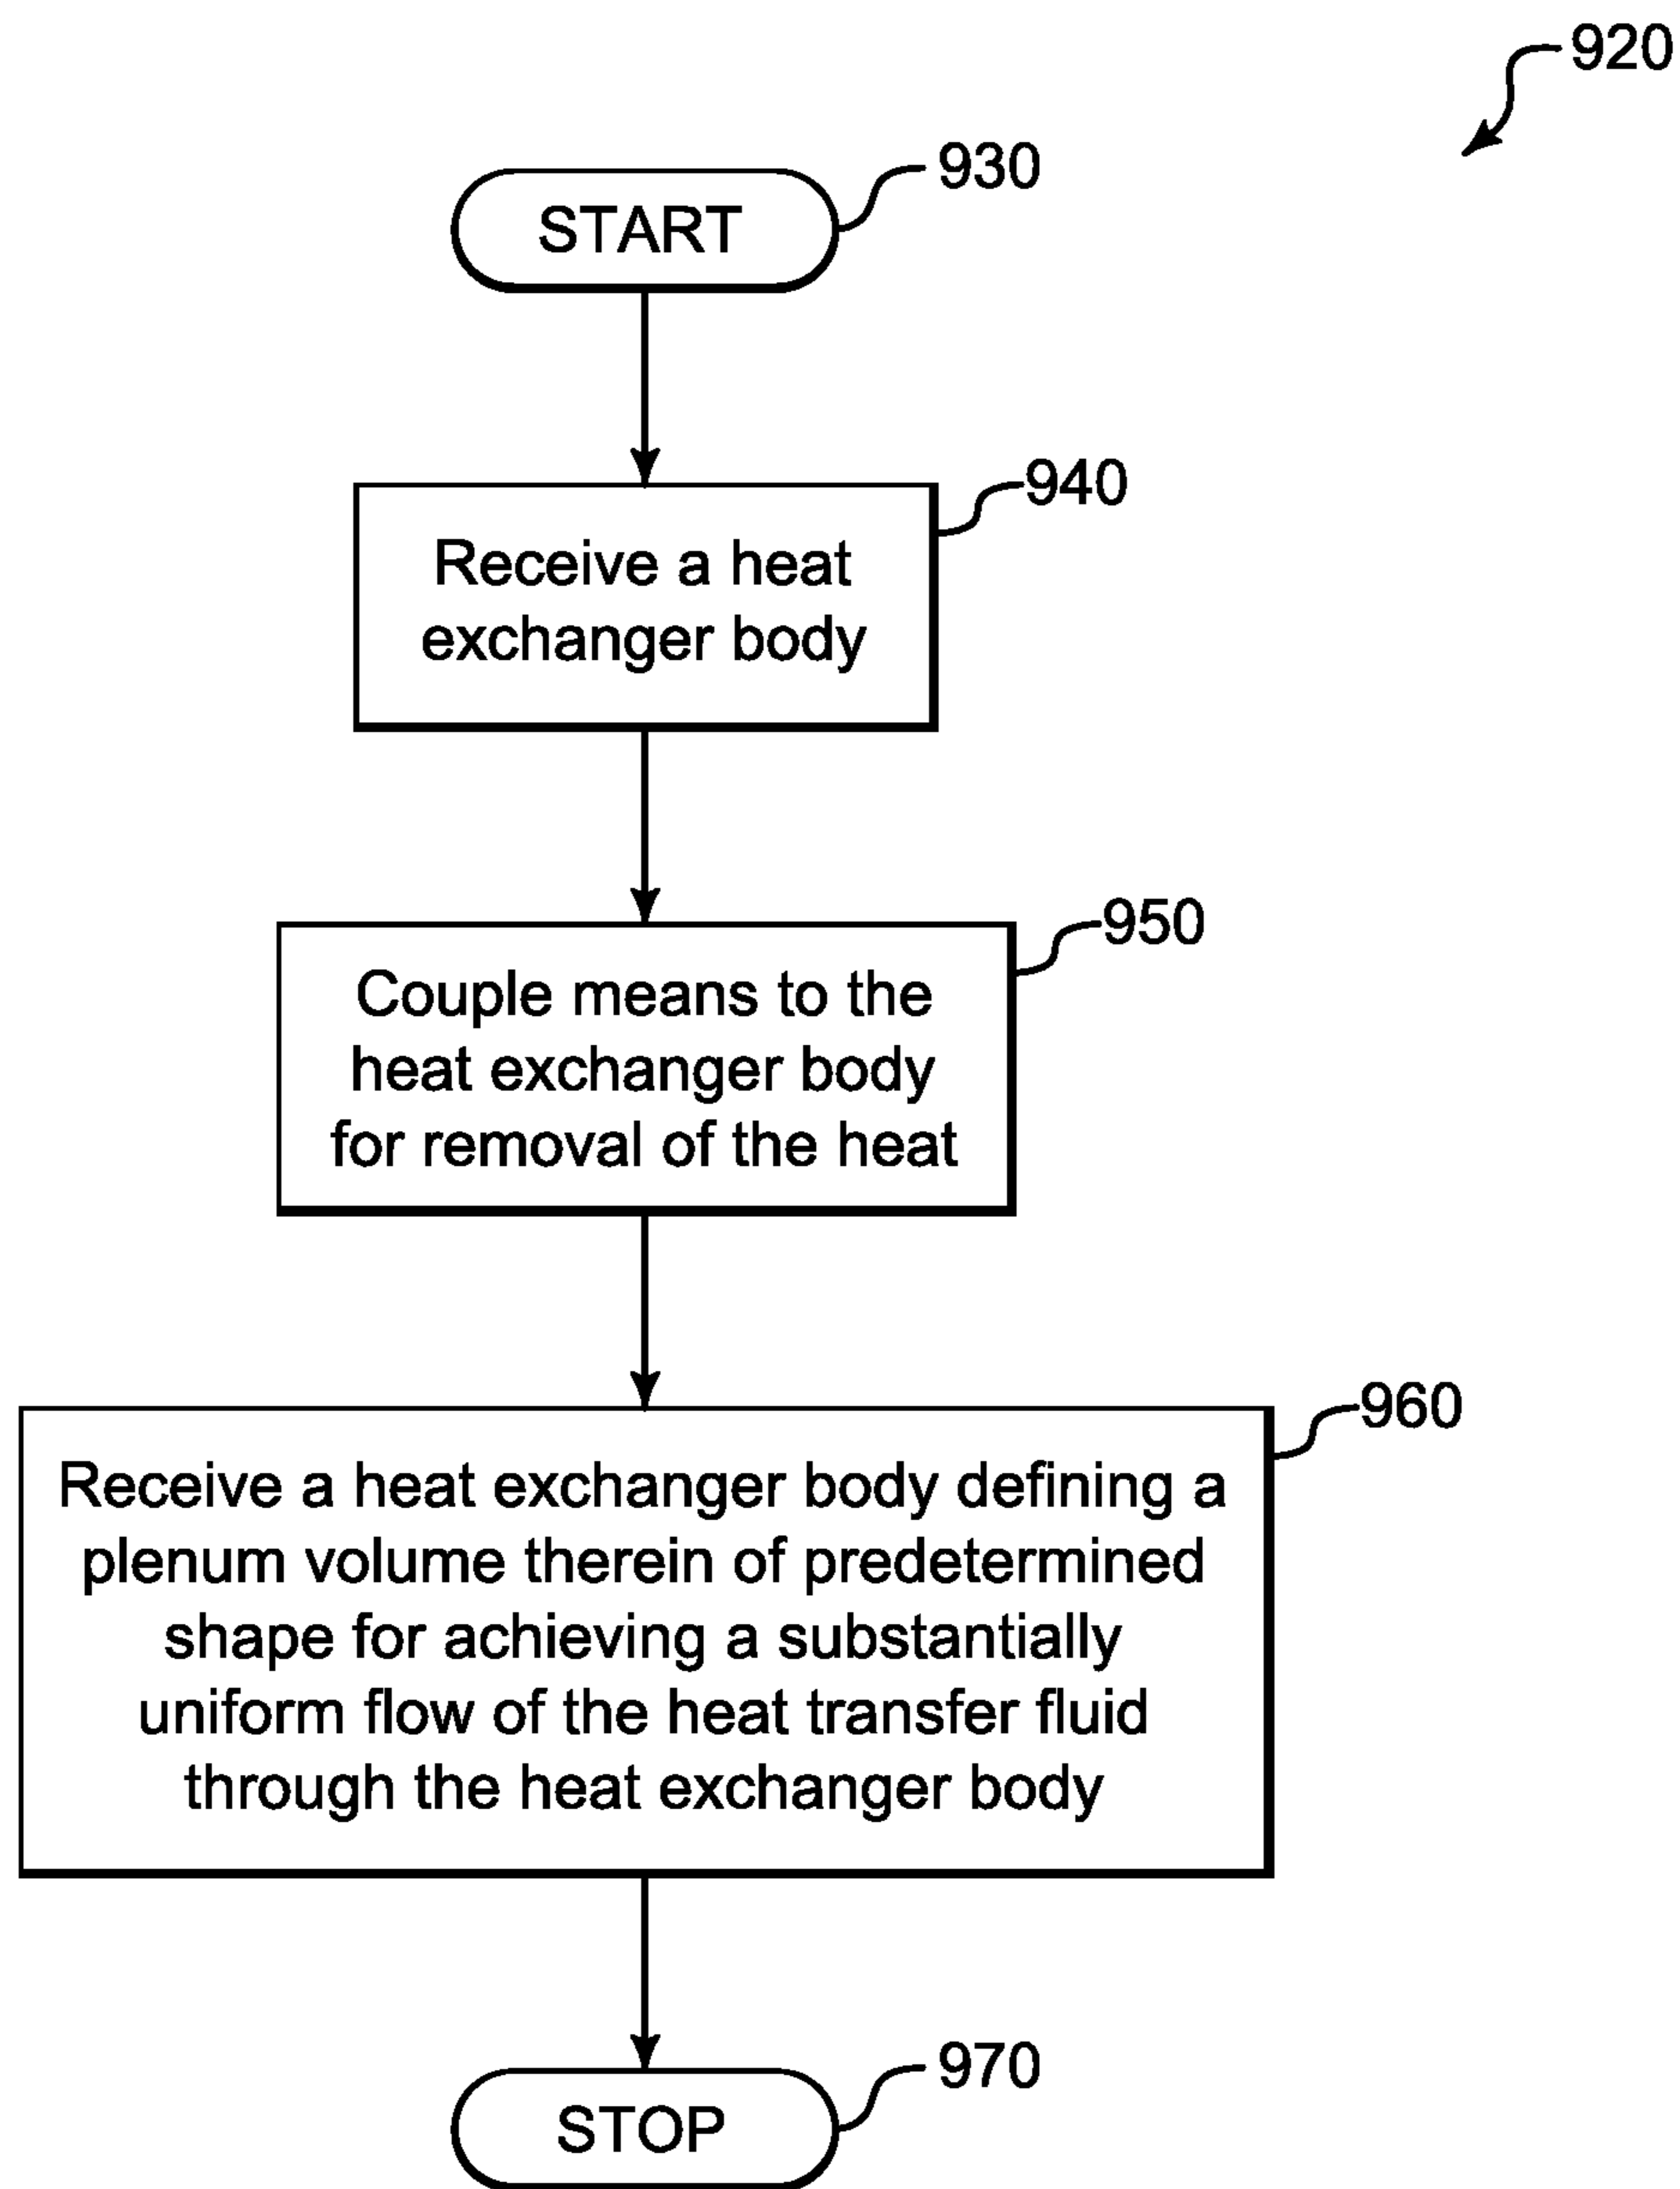 920
930
START
940
Receive a heat
exchanger body
950
Couple means to the
heat exchanger body
for removal of the heat
960
Receive a heat exchanger body defining a
plenum volume therein of predetermined
shape for achieving a substantially
uniform flow of the heat transfer fluid
through the heat exchanger body
970
STOP